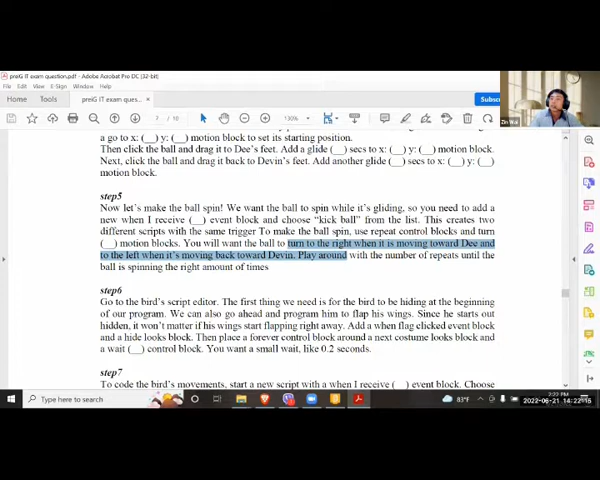 preiG IT exam question.pdf - Adobe Acrobat Pro DC (32-bit)
File Edit View E-Sign Window Help
Home Tools preiG IT exam ques... × Subsc
7 / 10 136%
a go to x: (__) y: (__) motion block to set its starting position.
Then click the ball and drag it to Dee's feet. Add a glide (__) secs to x: (__) y: (__) motion block.
Next, click the ball and drag it back to Devin's feet. Add another glide (__) secs to x: (__) y: (__)
motion block.
step5
Now let's make the ball spin! We want the ball to spin while it's gliding, so you need to add a
new when I receive (__) event block and choose "kick ball" from the list. This creates two
different scripts with the same trigger To make the ball spin, use repeat control blocks and turn
(__) motion blocks. You will want the ball to turn to the right when it is moving toward Dee and
to the left when it's moving back toward Devin. Play around with the number of repeats until the
ball is spinning the right amount of times
step6
Go to the bird's script editor. The first thing we need is for the bird to be hiding at the beginning
of our program. We can also go ahead and program him to flap his wings. Since he starts out
hidden, it won't matter if his wings start flapping right away. Add a when flag clicked event block
and a hide looks block. Then place a forever control block around a next costume looks block and
a wait (__) control block. You want a small wait, like 0.2 seconds.
step7
To code the bird's movements, start a new script with a when I receive (__) event block. Choose
Type here to search 83°F 2:22 PM
2022-06-21 14:22:15